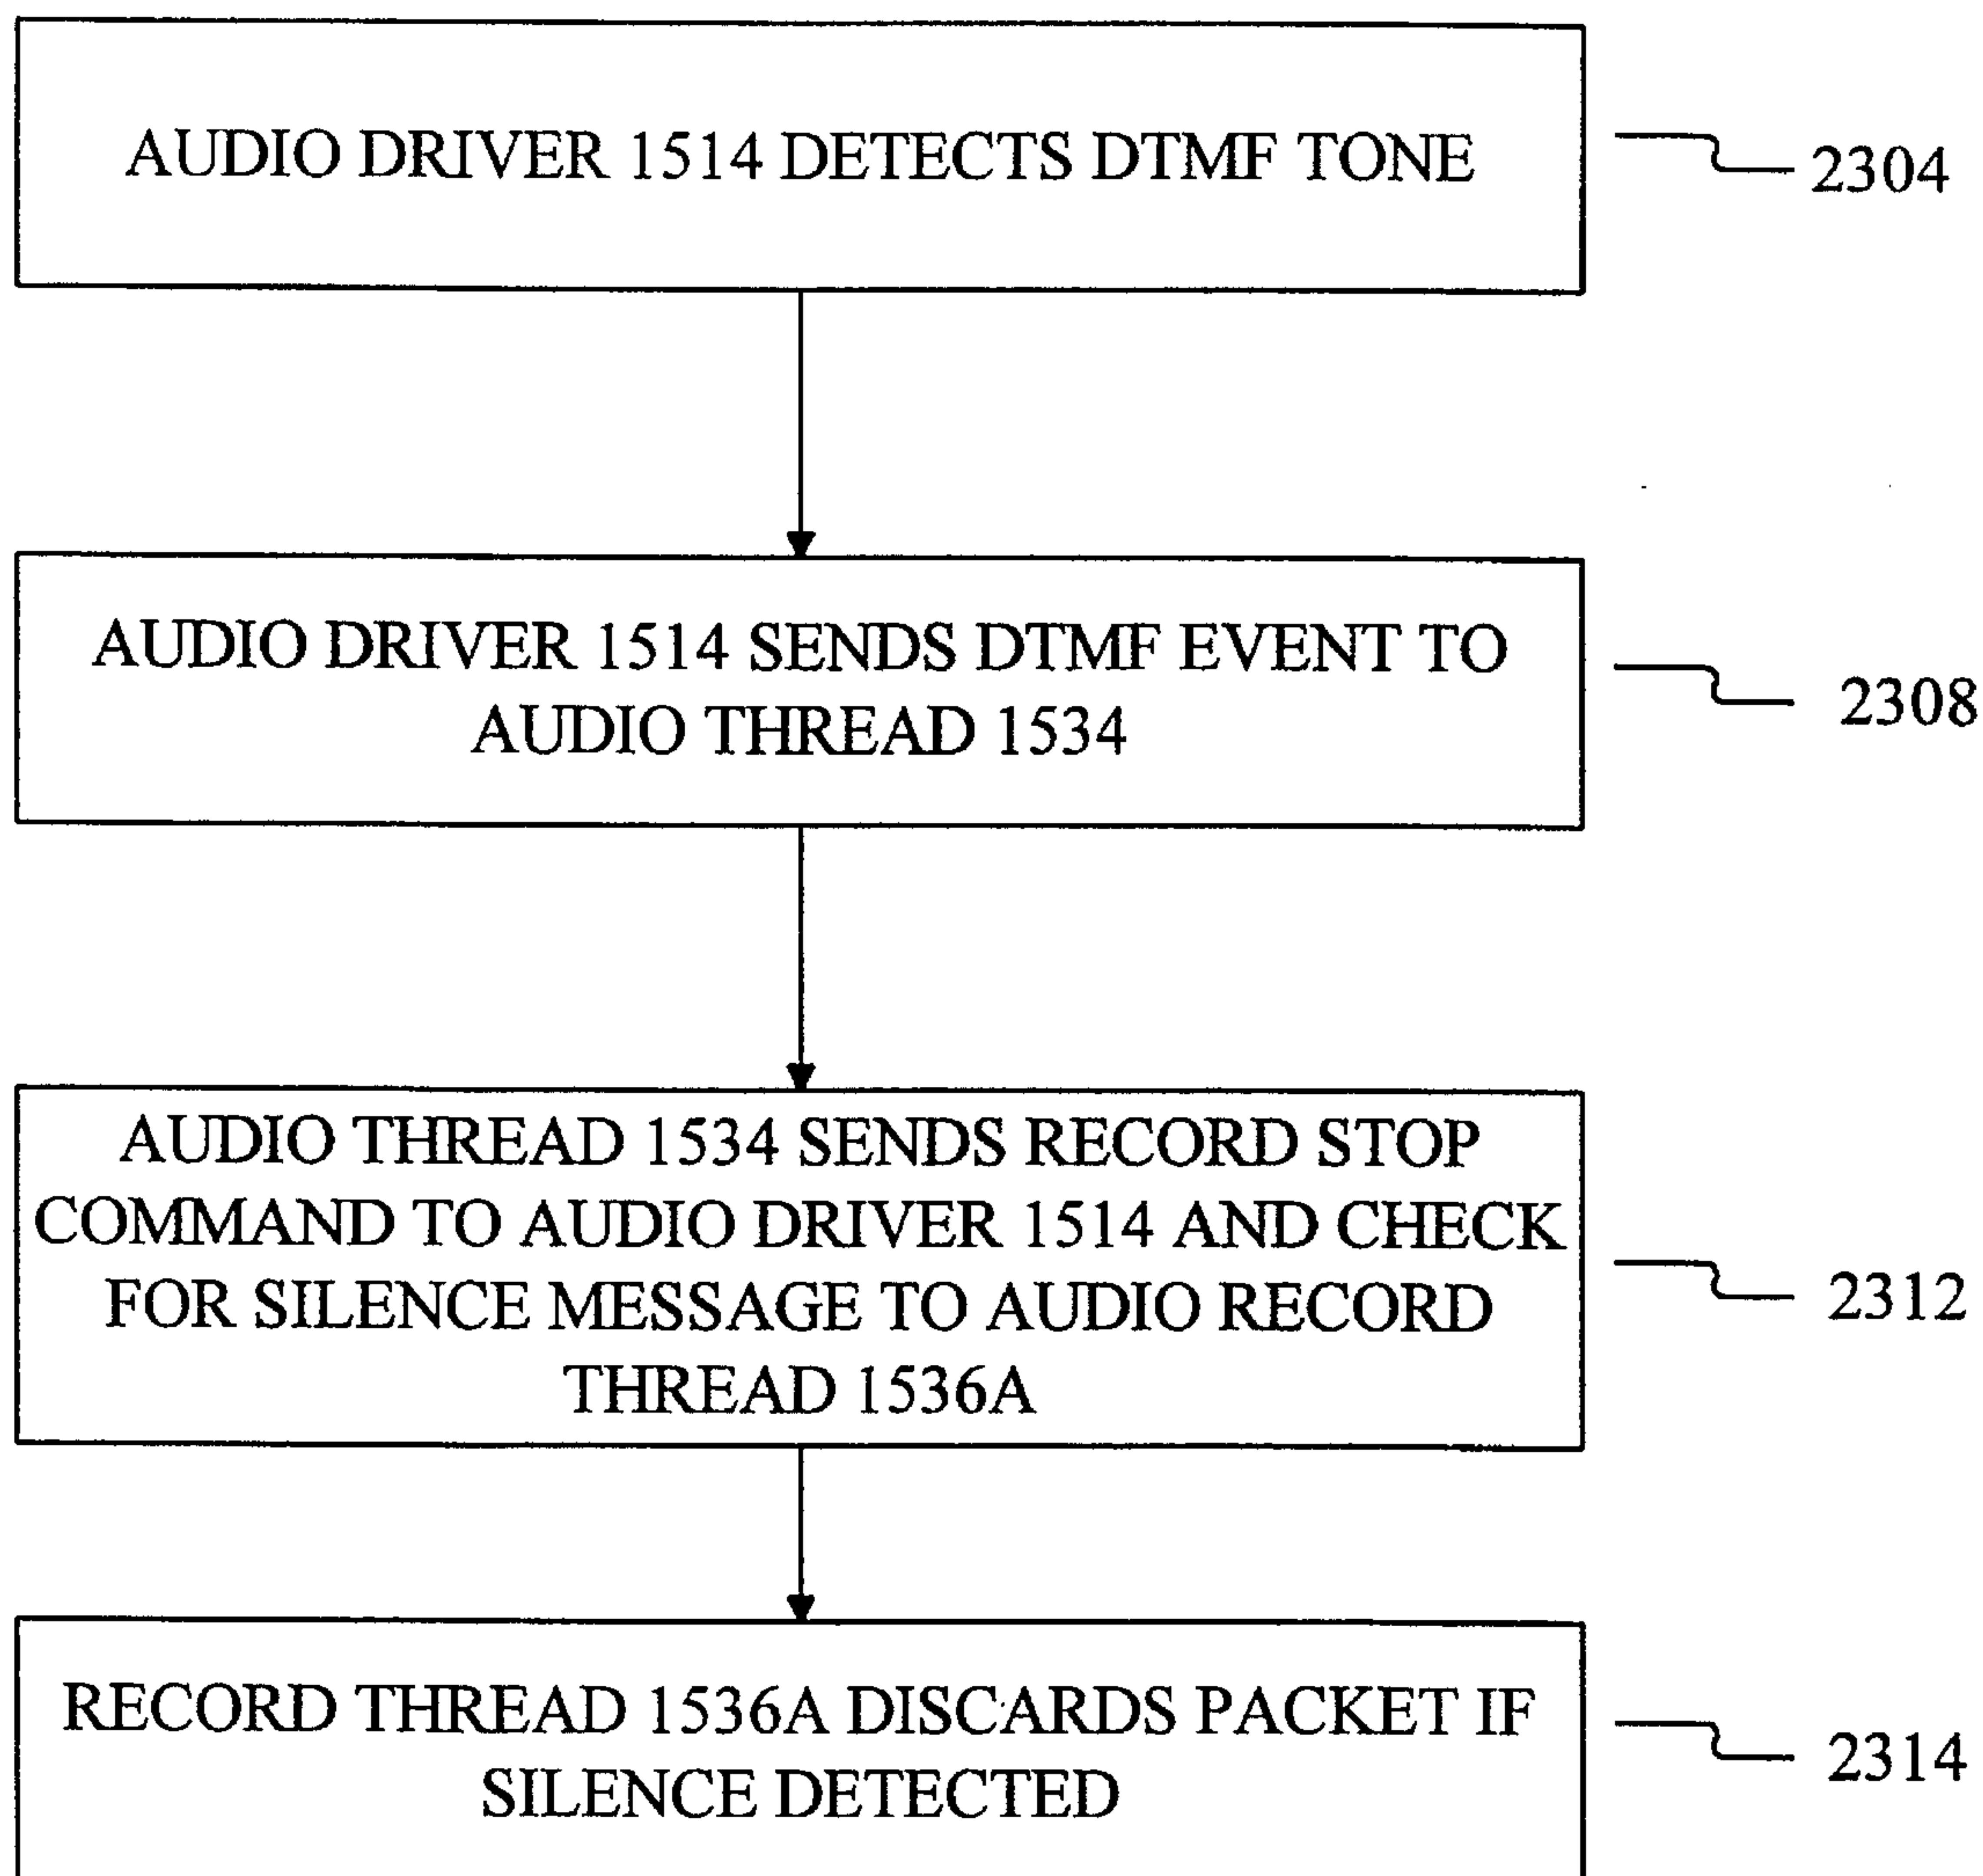 AUDIO DRIVER 1514 DETECTS DTMF TONE
2304
AUDIO DRIVER 1514 SENDS DTMF EVENT TO
AUDIO THREAD 1534
2308
AUDIO THREAD 1534 SENDS RECORD STOP
COMMAND TO AUDIO DRIVER 1514 AND CHECK
FOR SILENCE MESSAGE TO AUDIO RECORD
THREAD 1536A
2312
RECORD THREAD 1536A DISCARDS PACKET IF
SILENCE DETECTED
2314